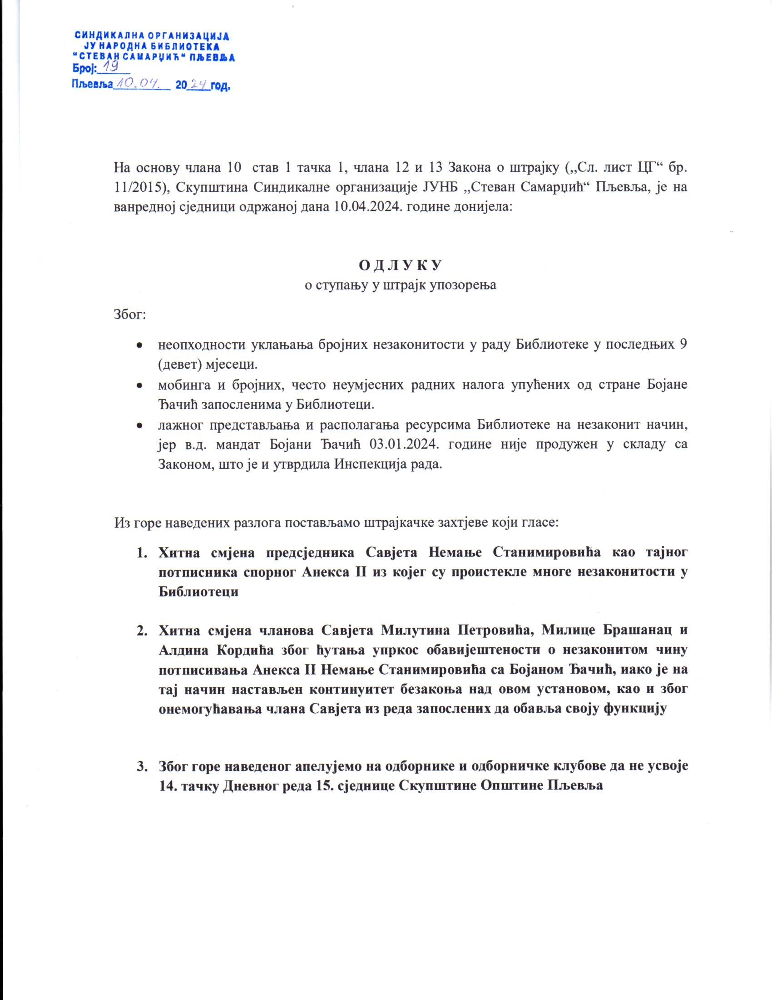 СИНДИКАЛНА ОРГАНИЗАЦИЈА
ЈУ НАРОДНА БИБЛИОТЕКА
"СТЕВАН САМАРЏИЋ" ПЉЕВЉА
Број: 19
Пљевља 10.04. 2024 год.
На основу члана 10 став 1 тачка 1, члана 12 и 13 Закона о штрајку („Сл. лист ЦГ“ бр.
11/2015), Скупштина Синдикалне организације ЈУНБ „Стеван Самарџић“ Пљевља, је на
ванредној сједници одржаној дана 10.04.2024. године донијела:
О Д Л У К У
о ступању у штрајк упозорења
Због:
• неопходности уклањања бројних незаконитости у раду Библиотеке у последњих 9
(девет) мјесеци.
• мобинга и бројних, често неумјесних радних налога упућених од стране Бојане
Ђачић запосленима у Библиотеци.
• лажног представљања и располагања ресурсима Библиотеке на незаконит начин,
јер в.д. мандат Бојани Ђачић 03.01.2024. године није продужен у складу са
Законом, што је и утврдила Инспекција рада.
Из горе наведених разлога постављамо штрајкачке захтјеве који гласе:
1. Хитна смјена предсједника Савјета Немање Станимировића као тајног
потписника спорног Анекса II из којег су проистекле многе незаконитости у
Библиотеци
2. Хитна смјена чланова Савјета Милутина Петровића, Милице Брашанац и
Алдина Кордића због ћутања упркос обавијештености о незаконитом чину
потписивања Анекса II Немање Станимировића са Бојаном Ђачић, иако је на
тај начин настављен континуитет безакоња над овом установом, као и због
онемогућавања члана Савјета из реда запослених да обавља своју функцију
3. Због горе наведеног апелујемо на одборнике и одборничке клубове да не усвоје
14. тачку Дневног реда 15. сједнице Скупштине Општине Пљевља